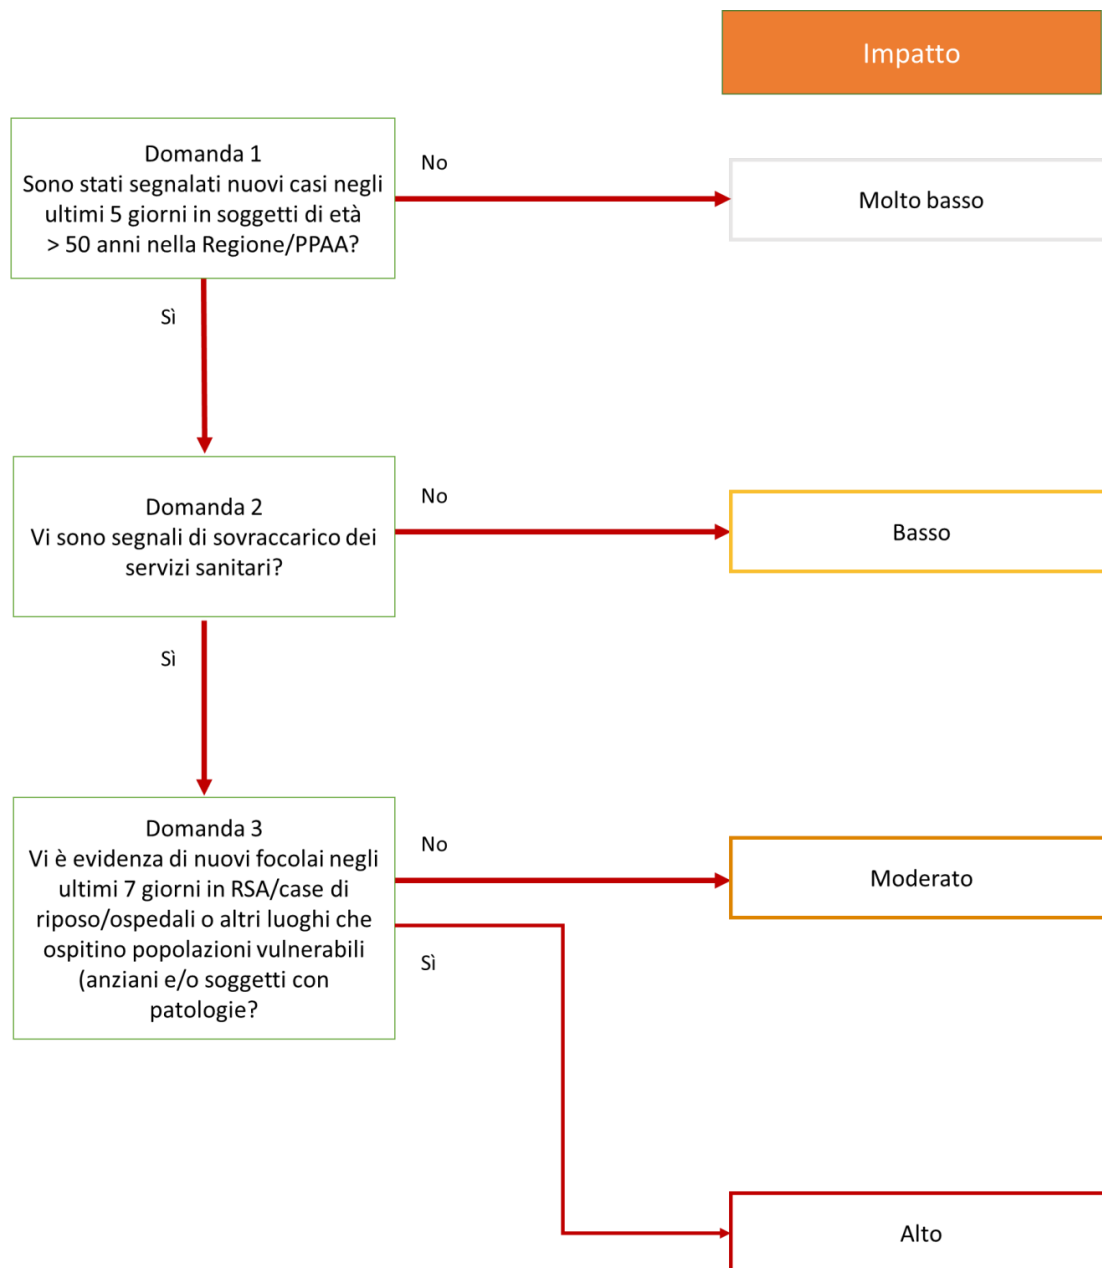 Impatto
Domanda 1
Sono stati segnalati nuovi casi negli
ultimi 5 giorni in soggetti di età
> 50 anni nella Regione/PPAA?
No
Molto basso
Sì
Domanda 2
Vi sono segnali di sovraccarico dei
servizi sanitari?
No
Basso
Sì
Domanda 3
Vi è evidenza di nuovi focolai negli
ultimi 7 giorni in RSA/case di
riposo/ospedali o altri luoghi che
ospitino popolazioni vulnerabili
(anziani e/o soggetti con
patologie?
No
Moderato
Sì
Alto